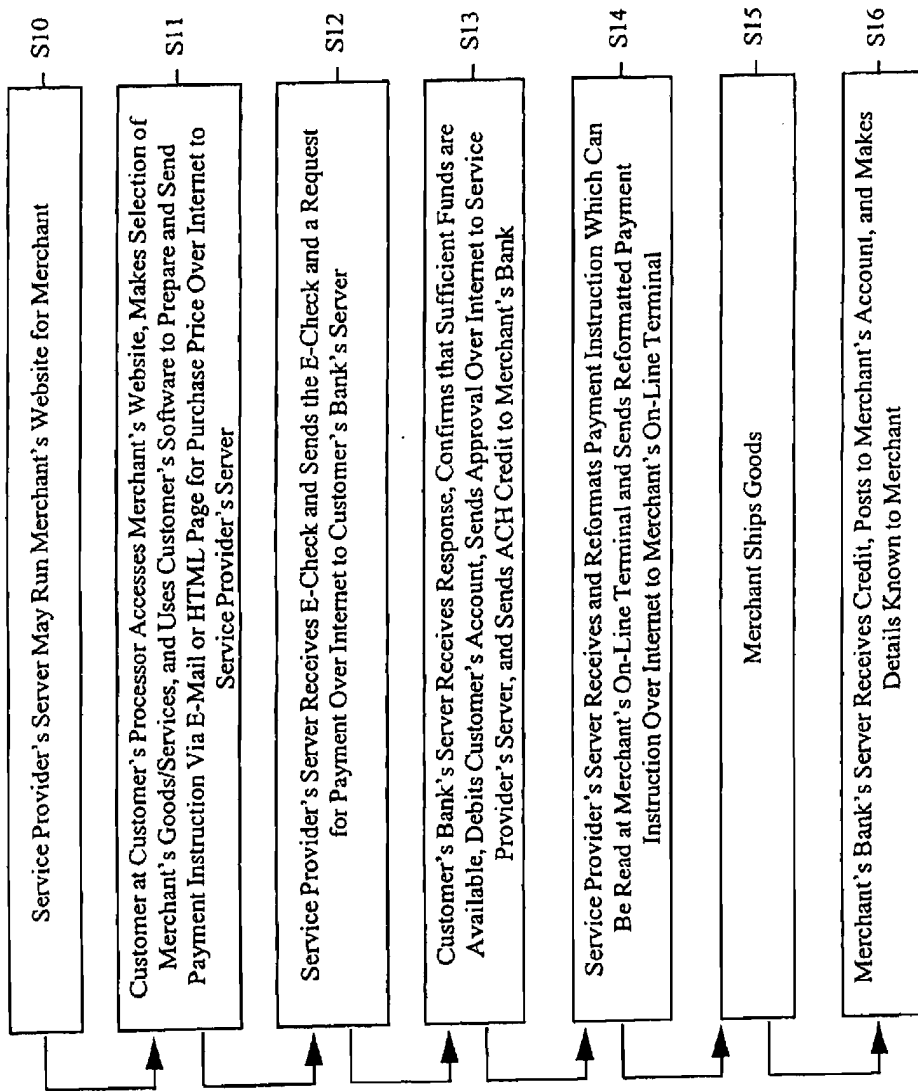 Service Provider's Server May Run Merchant's Website for Merchant
S10
Customer at Customer's Processor Accesses Merchant's Website, Makes Selection of
Merchant's Goods/Services, and Uses Customer's Software to Prepare and Send
Payment Instruction Via E-Mail or HTML Page for Purchase Price Over Internet to
Service Provider's Server
S11
Service Provider's Server Receives E-Check and Sends the E-Check and a Request
for Payment Over Internet to Customer's Bank's Server
S12
Customer's Bank's Server Receives Response, Confirms that Sufficient Funds are
Available, Debits Customer's Account, Sends Approval Over Internet to Service
Provider's Server, and Sends ACH Credit to Merchant's Bank
S13
Service Provider's Server Receives and Reformats Payment Instruction Which Can
Be Read at Merchant's On-Line Terminal and Sends Reformatted Payment
Instruction Over Internet to Merchant's On-Line Terminal
S14
Merchant Ships Goods
S15
Merchant's Bank's Server Receives Credit, Posts to Merchant's Account, and Makes
Details Known to Merchant
S16